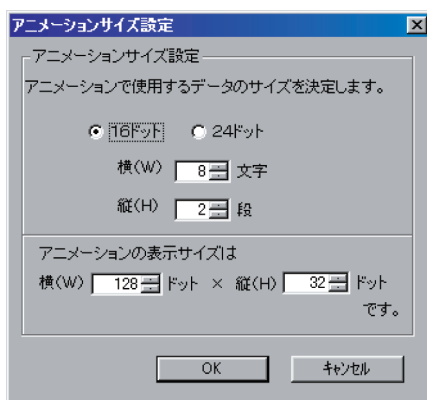 アニメーションサイズ設定
アニメーションサイズ設定
アニメーションで使用するデータのサイズを決定します。
16ドット 24ドット
横(W) 8 文字
縦(H) 2 段
アニメーションの表示サイズは
横(W) 128 ドット × 縦(H) 32 ドット
です。
OK キャンセル